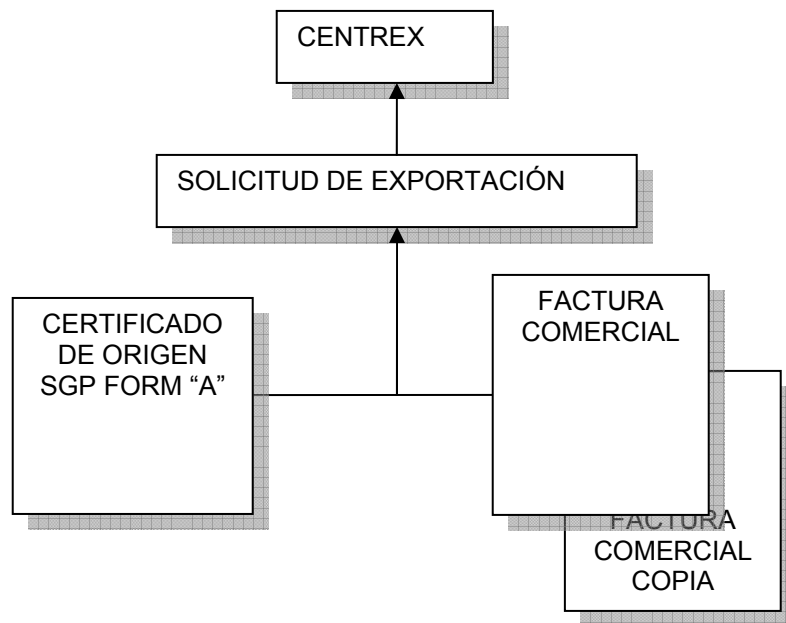 CENTREX
SOLICITUD DE EXPORTACIÓN
CERTIFICADO
DE ORIGEN
SGP FORM “A”
FACTURA
COMERCIAL
FACTURA
COMERCIAL
COPIA